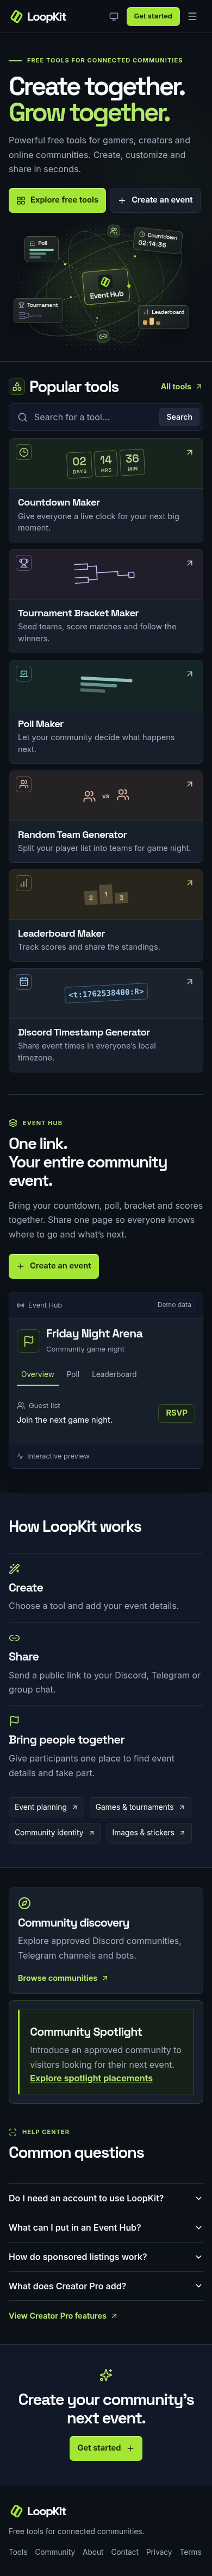 LoopKit
Get started
FREE TOOLS FOR CONNECTED COMMUNITIES
Create together.
Grow together.
Powerful free tools for gamers, creators and
online communities. Create, customize and
share in seconds.
Explore free tools
Create an event
Poll
Countdown
02:14:36
Event Hub
Tournament
Leaderboard
Popular tools
All tools
Search for a tool...
Search
02 DAYS
14 HRS
36 MIN
Countdown Maker
Give everyone a live clock for your next big
moment.
Tournament Bracket Maker
Seed teams, score matches and follow the
winners.
Poll Maker
Let your community decide what happens
next.
VS
Random Team Generator
Split your player list into teams for game night.
2 1 3
Leaderboard Maker
Track scores and share the standings.
<t:1762538400:R>
Discord Timestamp Generator
Share event times in everyone's local
timezone.
EVENT HUB
One link.
Your entire community
event.
Bring your countdown, poll, bracket and scores
together. Share one page so everyone knows
where to go and what's next.
Create an event
Event Hub
Demo data
Friday Night Arena
Community game night
Overview Poll Leaderboard
Guest list
Join the next game night.
RSVP
Interactive preview
How LoopKit works
Create
Choose a tool and add your event details.
Share
Send a public link to your Discord, Telegram or
group chat.
Bring people together
Give participants one place to find event
details and take part.
Event planning
Games & tournaments
Community identity
Images & stickers
Community discovery
Explore approved Discord communities,
Telegram channels and bots.
Browse communities
Community Spotlight
Introduce an approved community to
visitors looking for their next event.
Explore spotlight placements
HELP CENTER
Common questions
Do I need an account to use LoopKit?
What can I put in an Event Hub?
How do sponsored listings work?
What does Creator Pro add?
View Creator Pro features
Create your community's
next event.
Get started
LoopKit
Free tools for connected communities.
Tools Community About Contact Privacy Terms